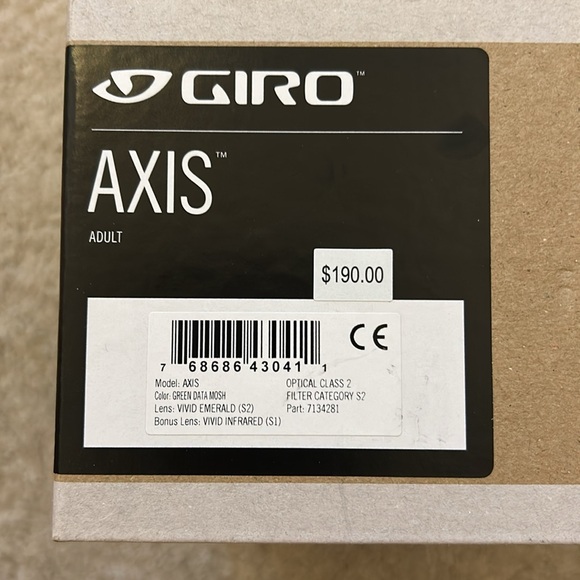 GIRO™
AXIS™
ADULT
$190.00
CE
7 68686 43041 1
Model: AXIS
Color: GREEN DATA MOSH
Lens: VIVID EMERALD (S2)
Bonus Lens: VIVID INFRARED (S1)
OPTICAL CLASS 2
FILTER CATEGORY S2
Part: 7134281